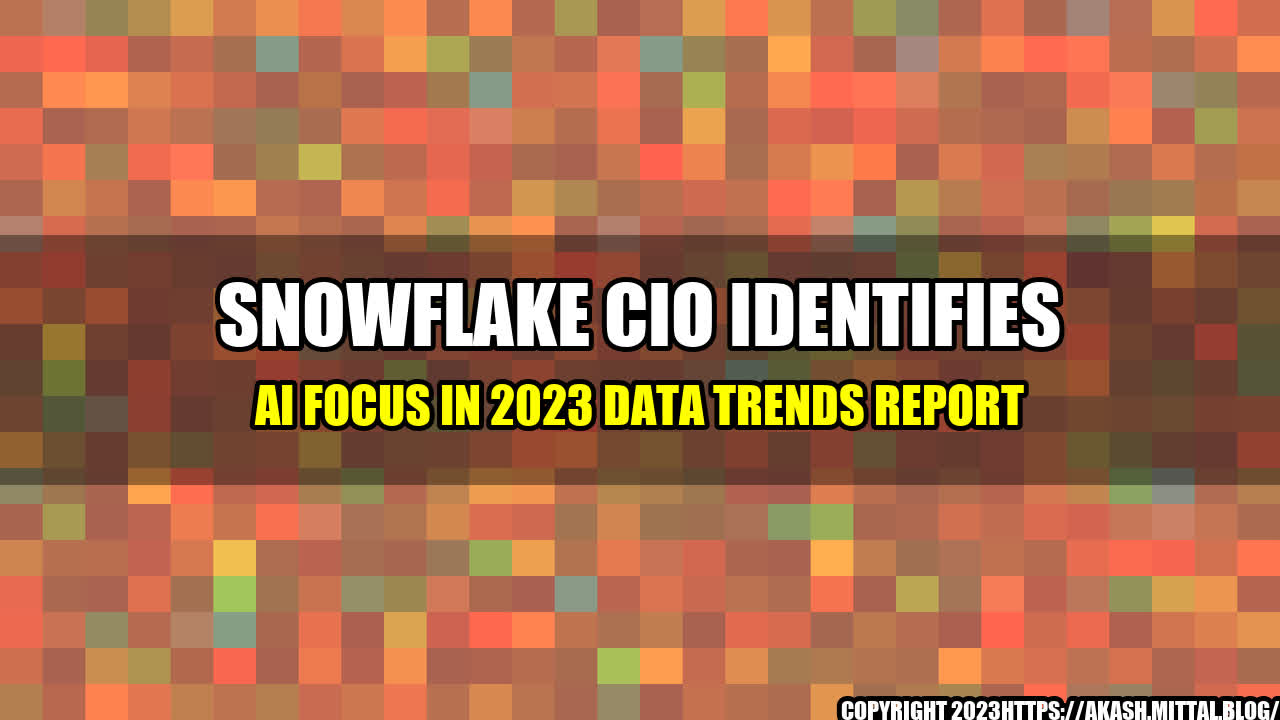 SNOWFLAKE CIO IDENTIFIES
AI FOCUS IN 2023 DATA TRENDS REPORT
COPYRIGHT 2023HTTPS://AKASH.MITTAL.BLOG/